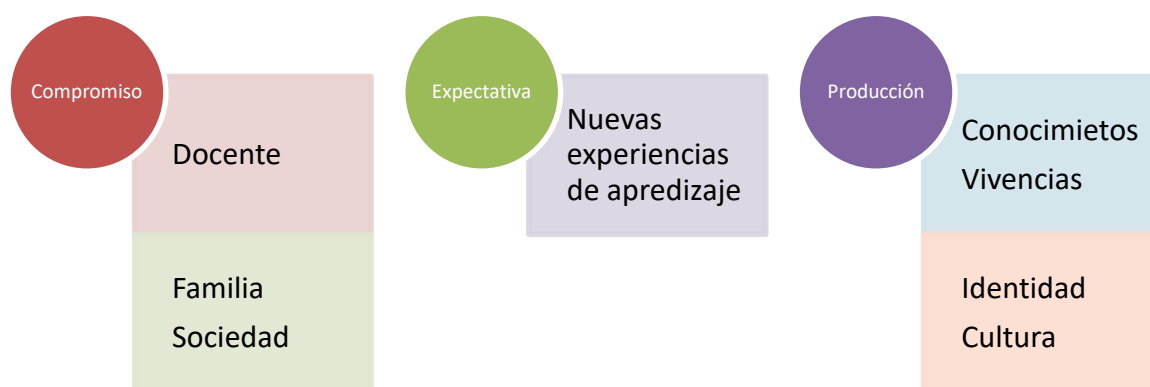 Compromiso
Docente
Familia
Sociedad
Expectativa
Nuevas
experiencias
de apredizaje
Producción
Conocimietos
Vivencias
Identidad
Cultura